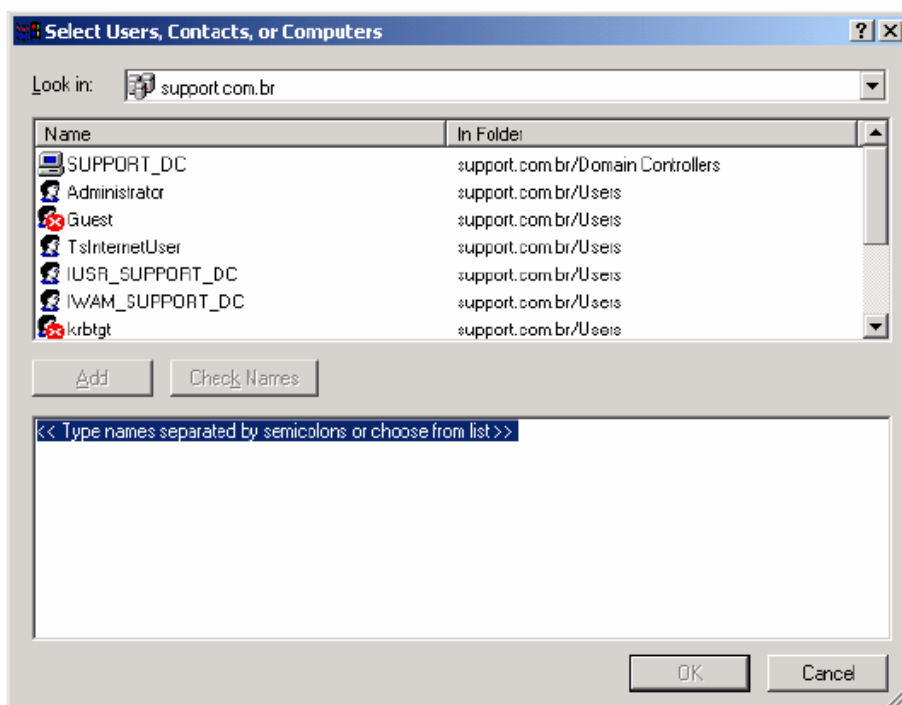 Select Users, Contacts, or Computers
Look in: support.com.br
Name In Folder
SUPPORT_DC support.com.br/Domain Controllers
Administrator support.com.br/Users
Guest support.com.br/Users
TsInternetUser support.com.br/Users
IUSR_SUPPORT_DC support.com.br/Users
IWAM_SUPPORT_DC support.com.br/Users
krbtgt support.com.br/Users
Add Check Names
<< Type names separated by semicolons or choose from list >>
OK Cancel